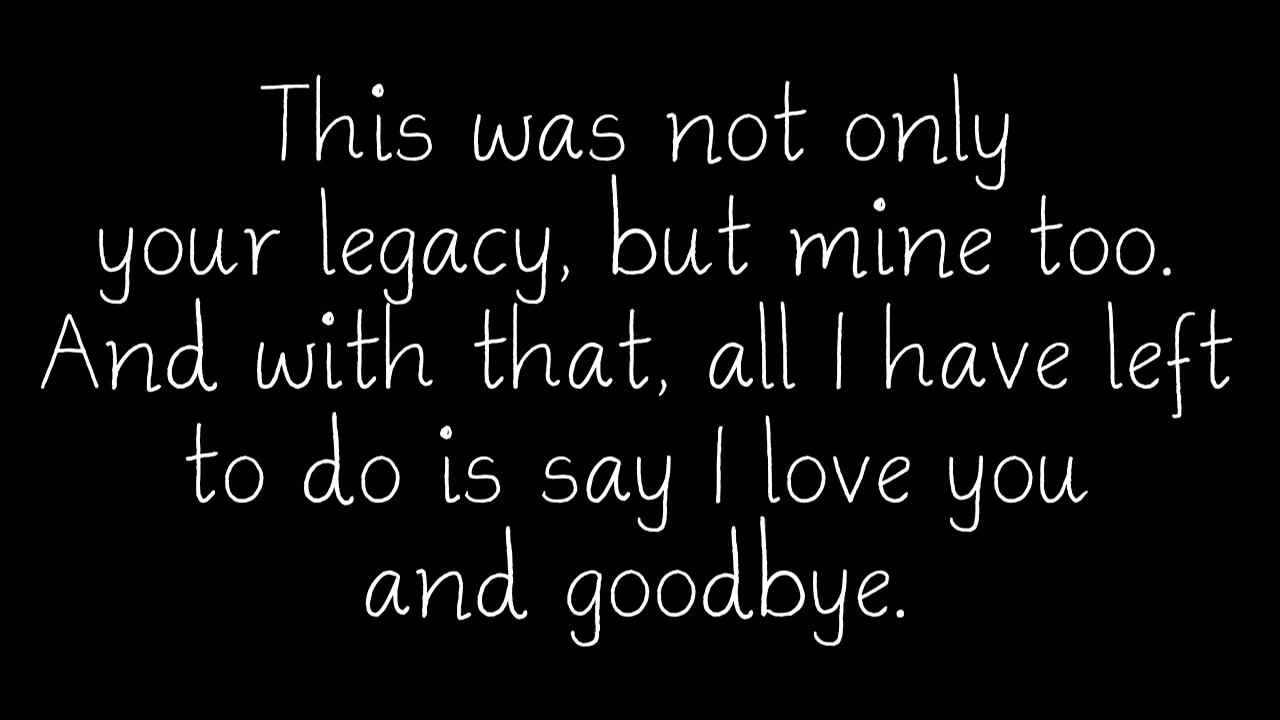 This was not only
your legacy, but mine too.
And with that, all I have left
to do is say I love you
and goodbye.